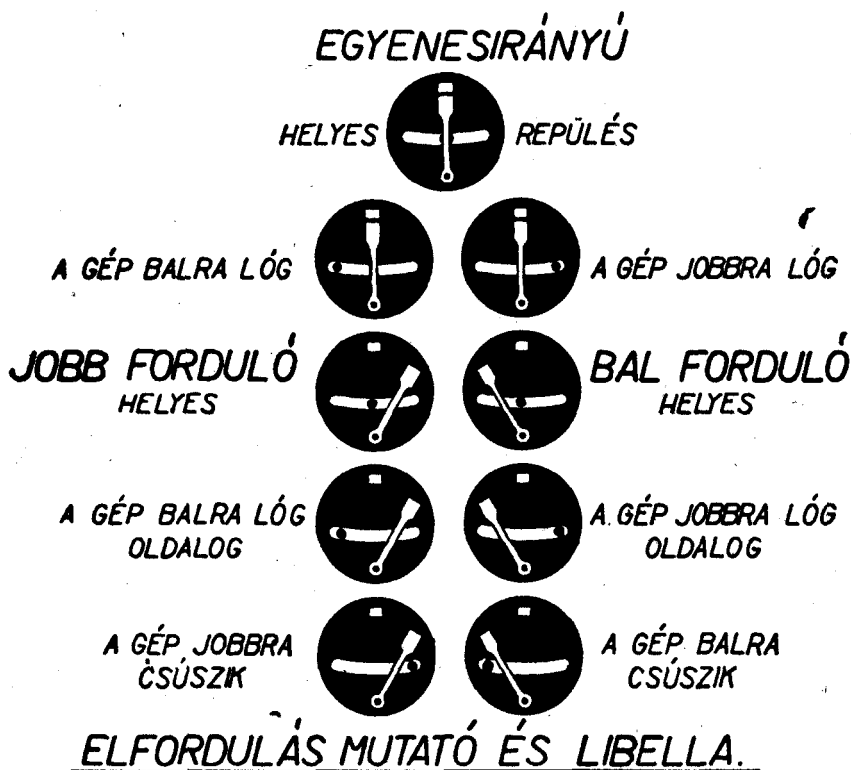 EGYENESIRÁNYÚ
HELYES REPÜLÉS
A GÉP BALRA LÓG
A GÉP JOBBRA LÓG
JOBB FORDULÓ
HELYES
BAL FORDULÓ
HELYES
A GÉP BALRA LÓG
OLDALOG
A GÉP JOBBRA LÓG
OLDALOG
A GÉP JOBBRA
CSÚSZIK
A GÉP BALRA
CSÚSZIK
ELFORDULÁS MUTATÓ ÉS LIBELLA.